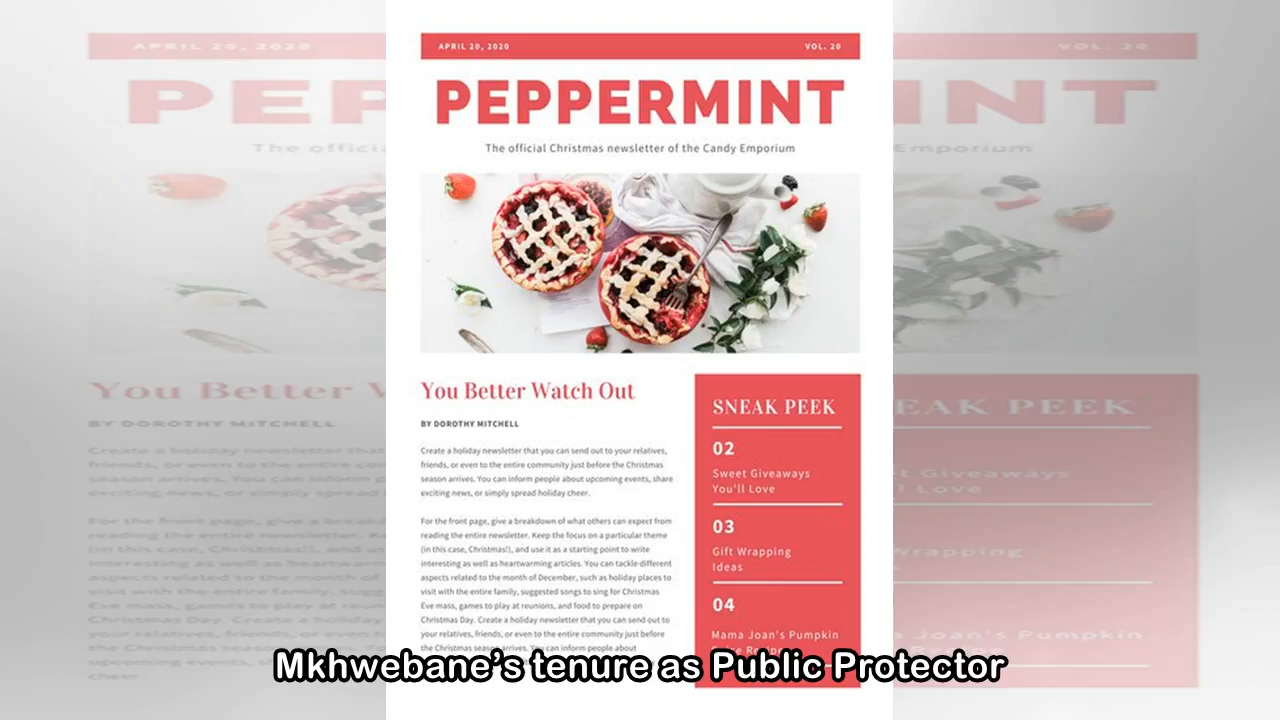 APRIL 20, 2020
VOL. 20
PEPPERMINT
The official Christmas newsletter of the Candy Emporium
You Better Watch Out
BY DOROTHY MITCHELL
Create a holiday newsletter that you can send out to your relatives,
friends, or even to the entire community just before the Christmas
season arrives. You can inform people about upcoming events, share
exciting news, or simply spread holiday cheer.
For the front page, give a breakdown of what others can expect from
reading the entire newsletter. Keep the focus on a particular theme
(in this case, Christmas!), and use it as a starting point to write
interesting as well as heartwarming articles. You can tackle different
aspects related to the month of December, such as holiday places to
visit with the entire family, suggested songs to sing for Christmas
Eve mass, games to play at reunions, and food to prepare on
Christmas Day. Create a holiday newsletter that you can send out to
your relatives, friends, or even to the entire community just before
the Christmas season arrives. You can inform people about
SNEAK PEEK
02
Sweet Giveaways
You'll Love
03
Gift Wrapping
Ideas
04
Mama Joan's Pumpkin
Mkhwebane's tenure as Public Protector